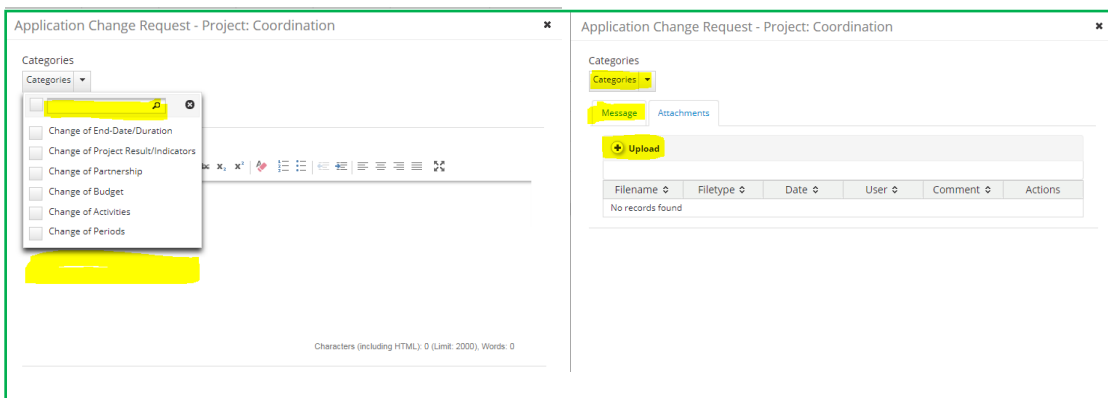 Application Change Request - Project: Coordination
Categories
Categories
Change of End-Date/Duration
Change of Project Result/Indicators
Change of Partnership
Change of Budget
Change of Activities
Change of Periods
Characters (including HTML): 0 (Limit: 2000), Words: 0
Application Change Request - Project: Coordination
Categories
Categories
Message Attachments
Upload
Filename Filetype Date User Comment Actions
No records found